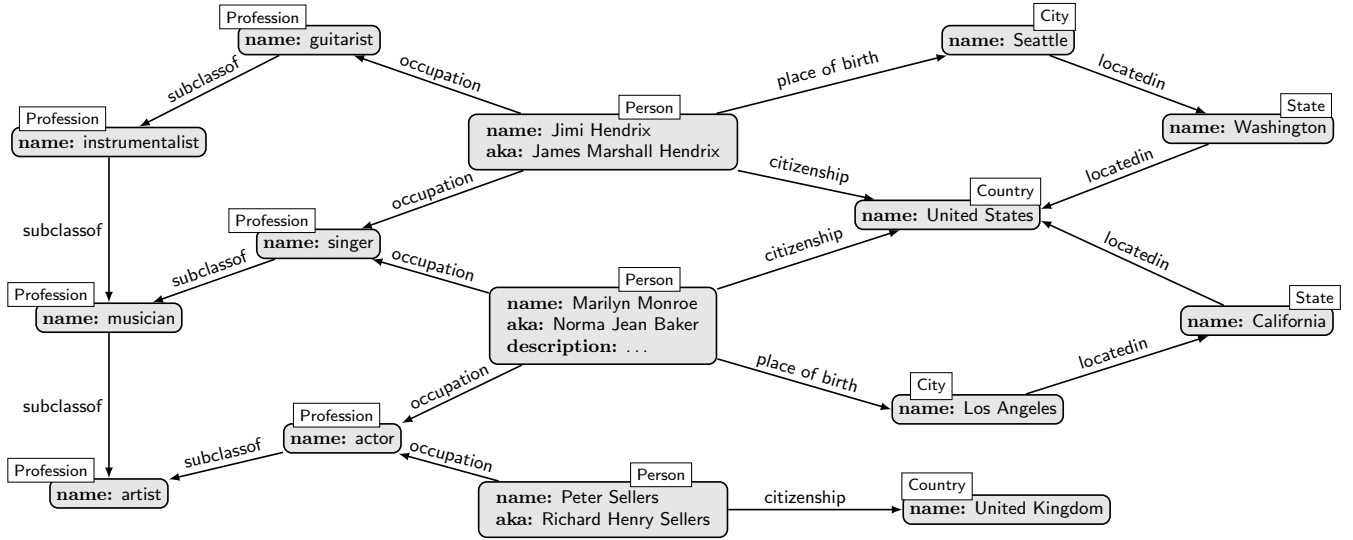 Profession
name: guitarist
City
name: Seattle
subclassof
occupation
place of birth
locatedin
Profession
name: instrumentalist
Person
name: Jimi Hendrix
aka: James Marshall Hendrix
State
name: Washington
occupation
citizenship
locatedin
subclassof
Profession
name: singer
Country
name: United States
subclassof
occupation
citizenship
locatedin
Profession
name: musician
Person
name: Marilyn Monroe
aka: Norma Jean Baker
description: ...
State
name: California
subclassof
occupation
place of birth
locatedin
Profession
name: actor
City
name: Los Angeles
subclassof
occupation
Profession
name: artist
Person
name: Peter Sellers
aka: Richard Henry Sellers
citizenship
Country
name: United Kingdom